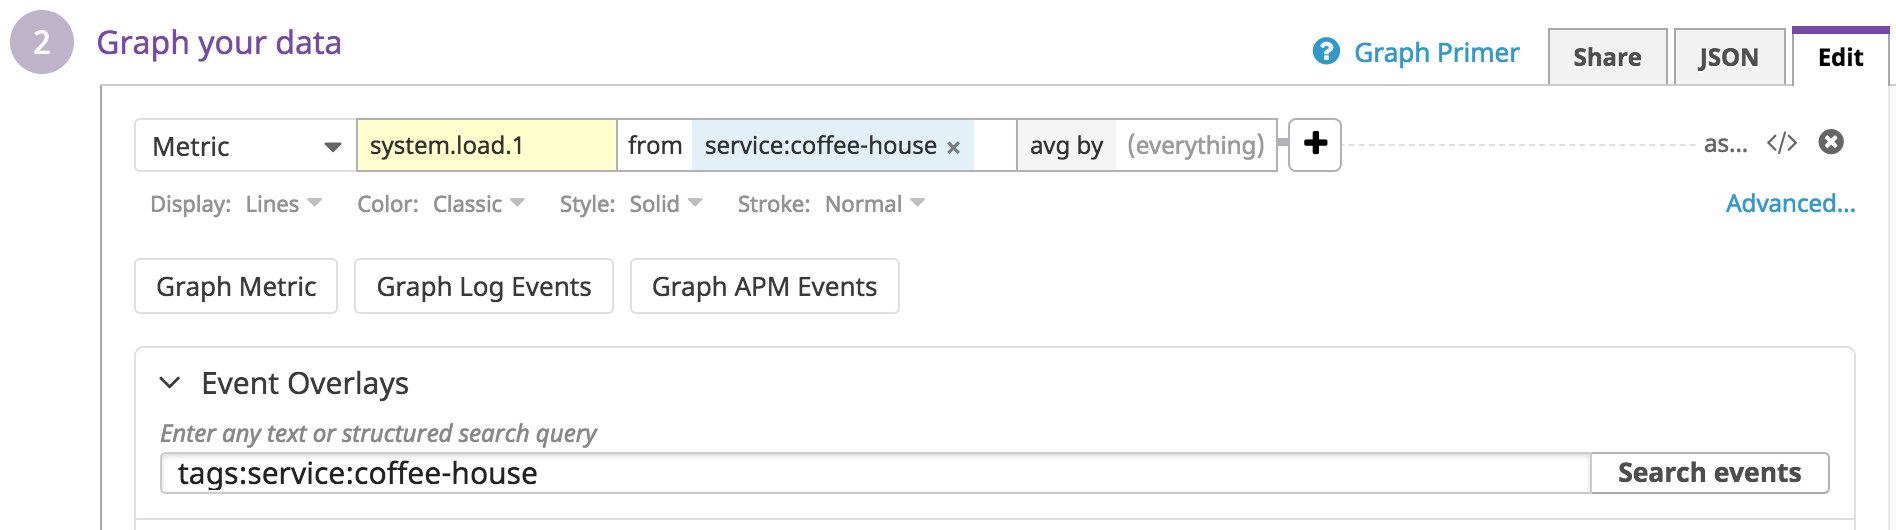 2 Graph your data
Graph Primer Share JSON Edit
Metric system.load.1 from service:coffee-house × avg by (everything) + as... </>
Display: Lines Color: Classic Style: Solid Stroke: Normal Advanced...
Graph Metric Graph Log Events Graph APM Events
Event Overlays
Enter any text or structured search query
tags:service:coffee-house Search events